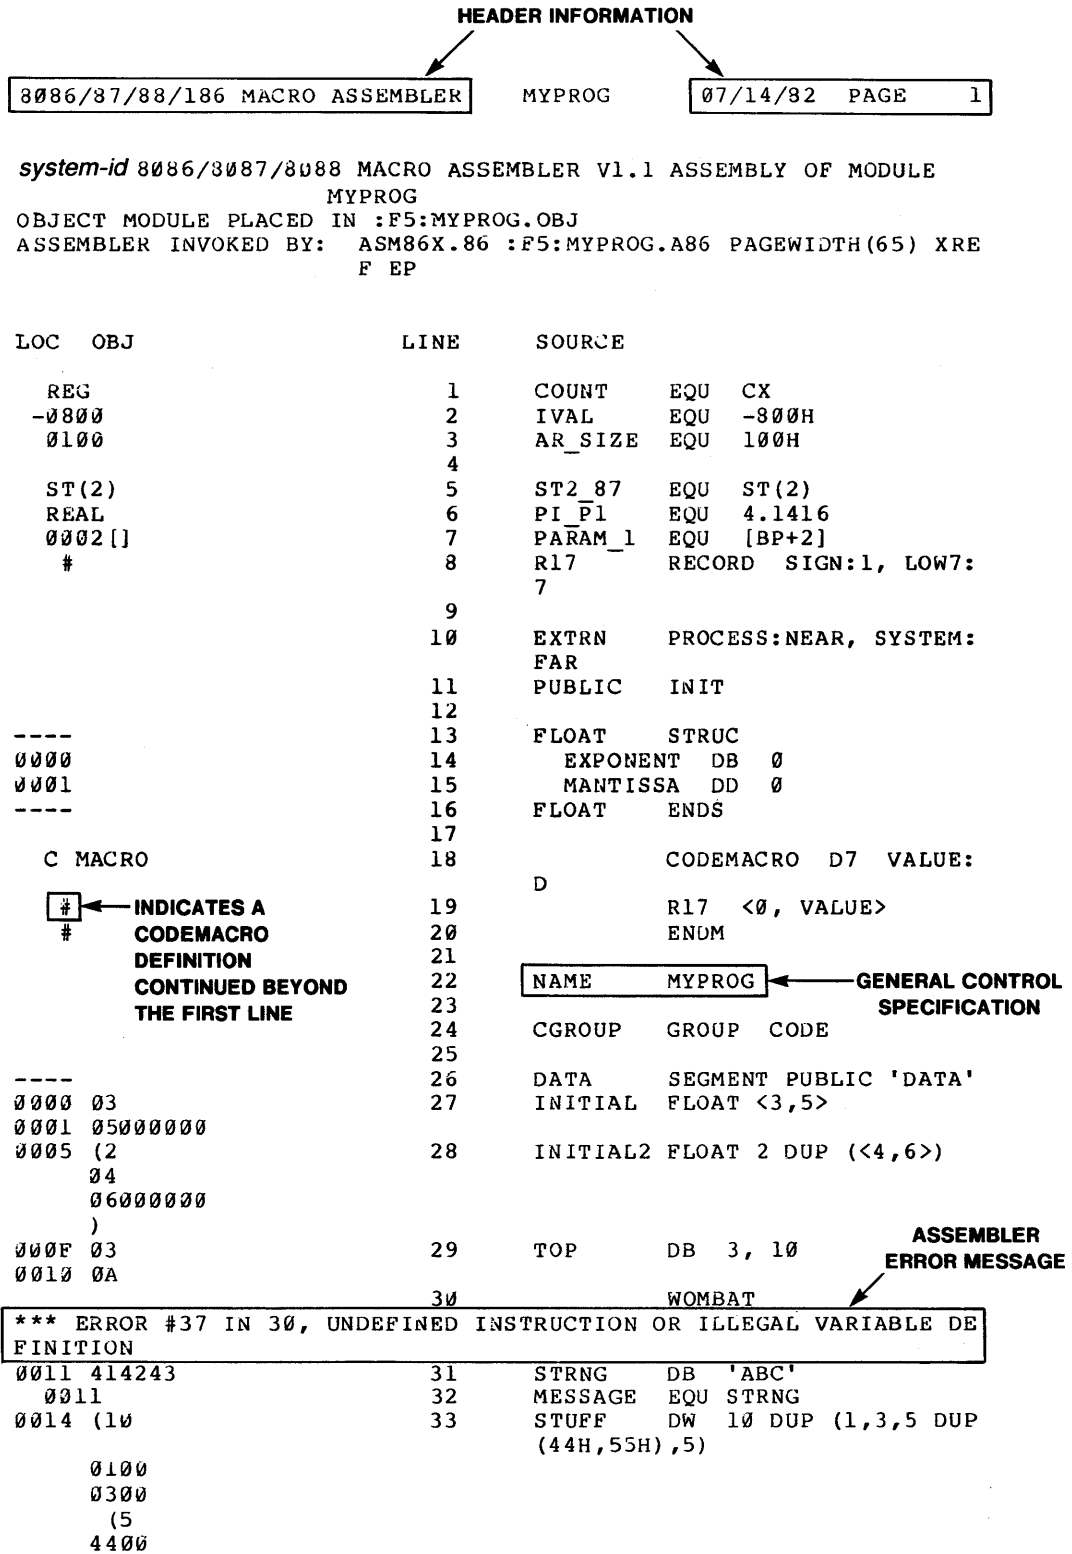 HEADER INFORMATION
8086/87/88/186 MACRO ASSEMBLER    MYPROG    07/14/82  PAGE    1
system-id 8086/8087/8088 MACRO ASSEMBLER V1.1 ASSEMBLY OF MODULE
MYPROG
OBJECT MODULE PLACED IN :F5:MYPROG.OBJ
ASSEMBLER INVOKED BY:  ASM86X.86 :F5:MYPROG.A86 PAGEWIDTH(65) XRE
F EP
LOC  OBJ    LINE    SOURCE
REG    1    COUNT    EQU  CX
-0800    2    IVAL    EQU  -800H
0100    3    AR_SIZE  EQU  100H
4
ST(2)    5    ST2_87   EQU  ST(2)
REAL    6    PI_P1    EQU  4.1416
0002[]    7    PARAM_1  EQU  [BP+2]
#    8    R17    RECORD  SIGN:1, LOW7:
7
9
10    EXTRN    PROCESS:NEAR, SYSTEM:
FAR
11    PUBLIC   INIT
12
----    13    FLOAT    STRUC
0000    14    EXPONENT  DB  0
0001    15    MANTISSA  DD  0
----    16    FLOAT    ENDS
17
C MACRO    18    CODEMACRO  D7  VALUE:
D
#  INDICATES A    19    R17  <0, VALUE>
#  CODEMACRO    20    ENDM
DEFINITION    21
CONTINUED BEYOND    22    NAME    MYPROG    GENERAL CONTROL
THE FIRST LINE    23    SPECIFICATION
24    CGROUP   GROUP  CODE
25
----    26    DATA    SEGMENT PUBLIC 'DATA'
0000 03    27    INITIAL  FLOAT <3,5>
0001 05000000
0005 (2    28    INITIAL2 FLOAT 2 DUP (<4,6>)
04
06000000
)
ASSEMBLER
000F 03    29    TOP    DB  3, 10    ERROR MESSAGE
0010 0A
30    WOMBAT
*** ERROR #37 IN 30, UNDEFINED INSTRUCTION OR ILLEGAL VARIABLE DE
FINITION
0011 414243    31    STRNG    DB  'ABC'
0011    32    MESSAGE  EQU STRNG
0014 (10    33    STUFF    DW  10 DUP (1,3,5 DUP
(44H,55H),5)
0100
0300
(5
4400